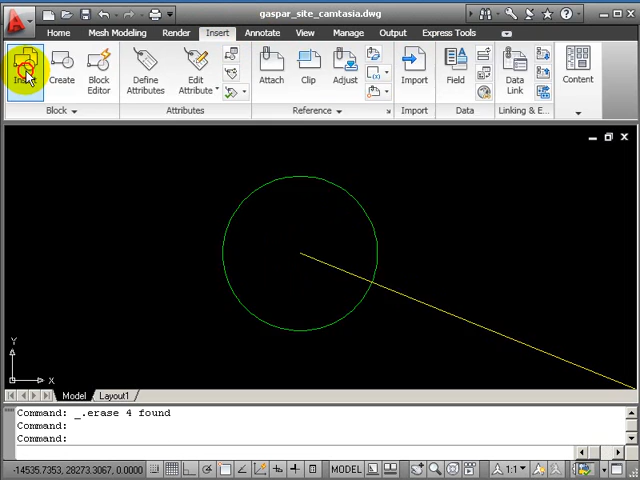 gaspar_site_camtasia.dwg
Home Mesh Modeling Render Insert Annotate View Manage Output Express Tools
Insert Create Block Editor Define Attributes Edit Attribute Attach Clip Adjust Import Field Data Link Content
Block Attributes Reference Import Data Linking & E...
Y
X
Model Layout1
Command: _.erase 4 found
Command:
Command:
-14535.7353, 28273.3067, 0.0000 MODEL 1:1